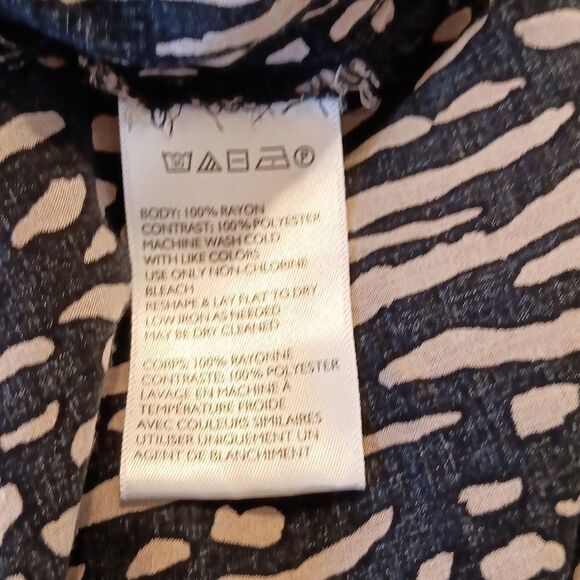 BODY: 100% RAYON
CONTRAST: 100% POLYESTER
MACHINE WASH COLD
WITH LIKE COLORS
USE ONLY NON-CHLORINE
BLEACH
RESHAPE & LAY FLAT TO DRY
LOW IRON AS NEEDED
MAY BE DRY CLEANED
CORPS: 100% RAYONNE
CONTRASTE: 100% POLYESTER
LAVAGE EN MACHINE À
TEMPÉRATURE FROIDE
AVEC COULEURS SIMILAIRES
UTILISER UNIQUEMENT UN
AGENT DE BLANCHIMENT